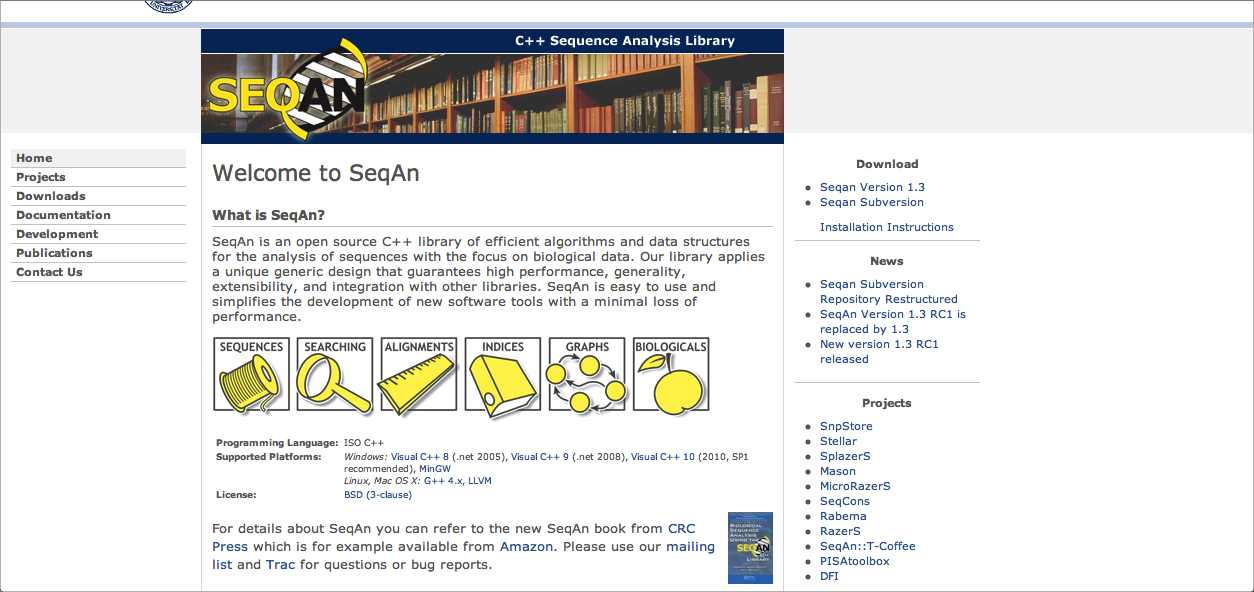 C++ Sequence Analysis Library
SEQAN
Home
Projects
Downloads
Documentation
Development
Publications
Contact Us
Welcome to SeqAn
What is SeqAn?
SeqAn is an open source C++ library of efficient algorithms and data structures
for the analysis of sequences with the focus on biological data. Our library applies
a unique generic design that guarantees high performance, generality,
extensibility, and integration with other libraries. SeqAn is easy to use and
simplifies the development of new software tools with a minimal loss of
performance.
SEQUENCES
SEARCHING
ALIGNMENTS
INDICES
GRAPHS
BIOLOGICALS
Programming Language: ISO C++
Supported Platforms: Windows: Visual C++ 8 (.net 2005), Visual C++ 9 (.net 2008), Visual C++ 10 (2010, SP1
recommended), MinGW
Linux, Mac OS X: G++ 4.x, LLVM
License: BSD (3-clause)
For details about SeqAn you can refer to the new SeqAn book from CRC
Press which is for example available from Amazon. Please use our mailing
list and Trac for questions or bug reports.
BIOLOGICAL
SEQUENCE
ANALYSIS
USING THE
SEQAN
LIBRARY
Download
Seqan Version 1.3
Seqan Subversion
Installation Instructions
News
Seqan Subversion
Repository Restructured
SeqAn Version 1.3 RC1 is
replaced by 1.3
New version 1.3 RC1
released
Projects
SnpStore
Stellar
SplazerS
Mason
MicroRazerS
SeqCons
Rabema
RazerS
SeqAn::T-Coffee
PISAtoolbox
DFI